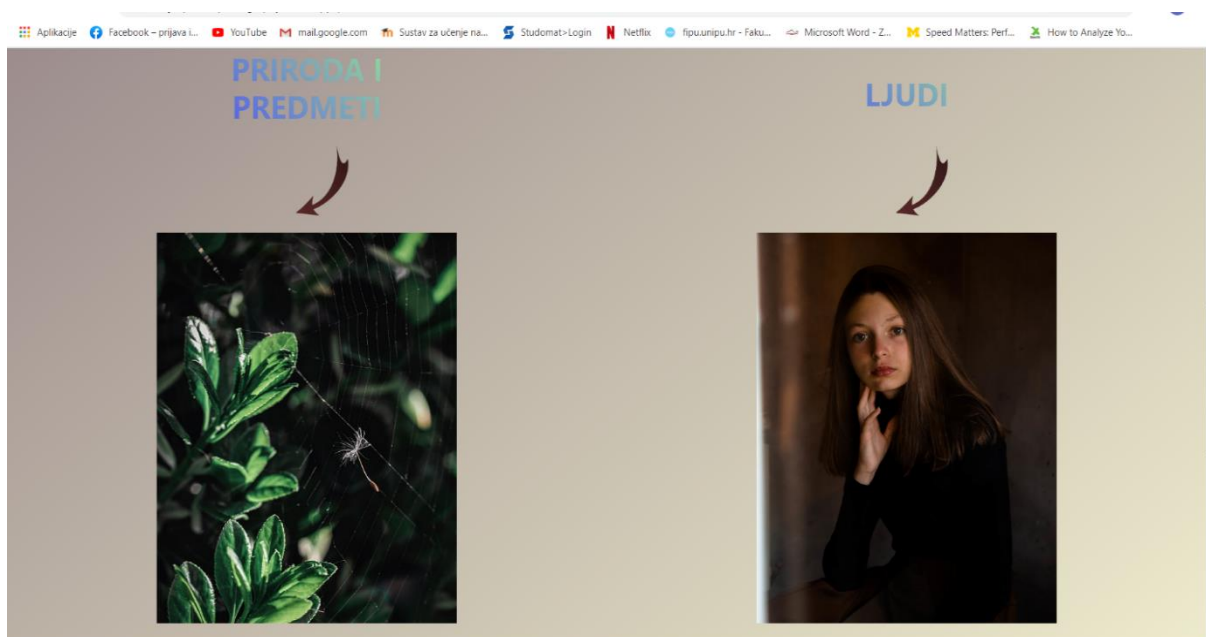 Aplikacije Facebook – prijava i... YouTube mail.google.com Sustav za učenje na... Studomat>Login Netflix fipu.unipu.hr - Faku... Microsoft Word - Z... Speed Matters: Perf... How to Analyze Yo...
PRIRODA I
PREDMETI
LJUDI